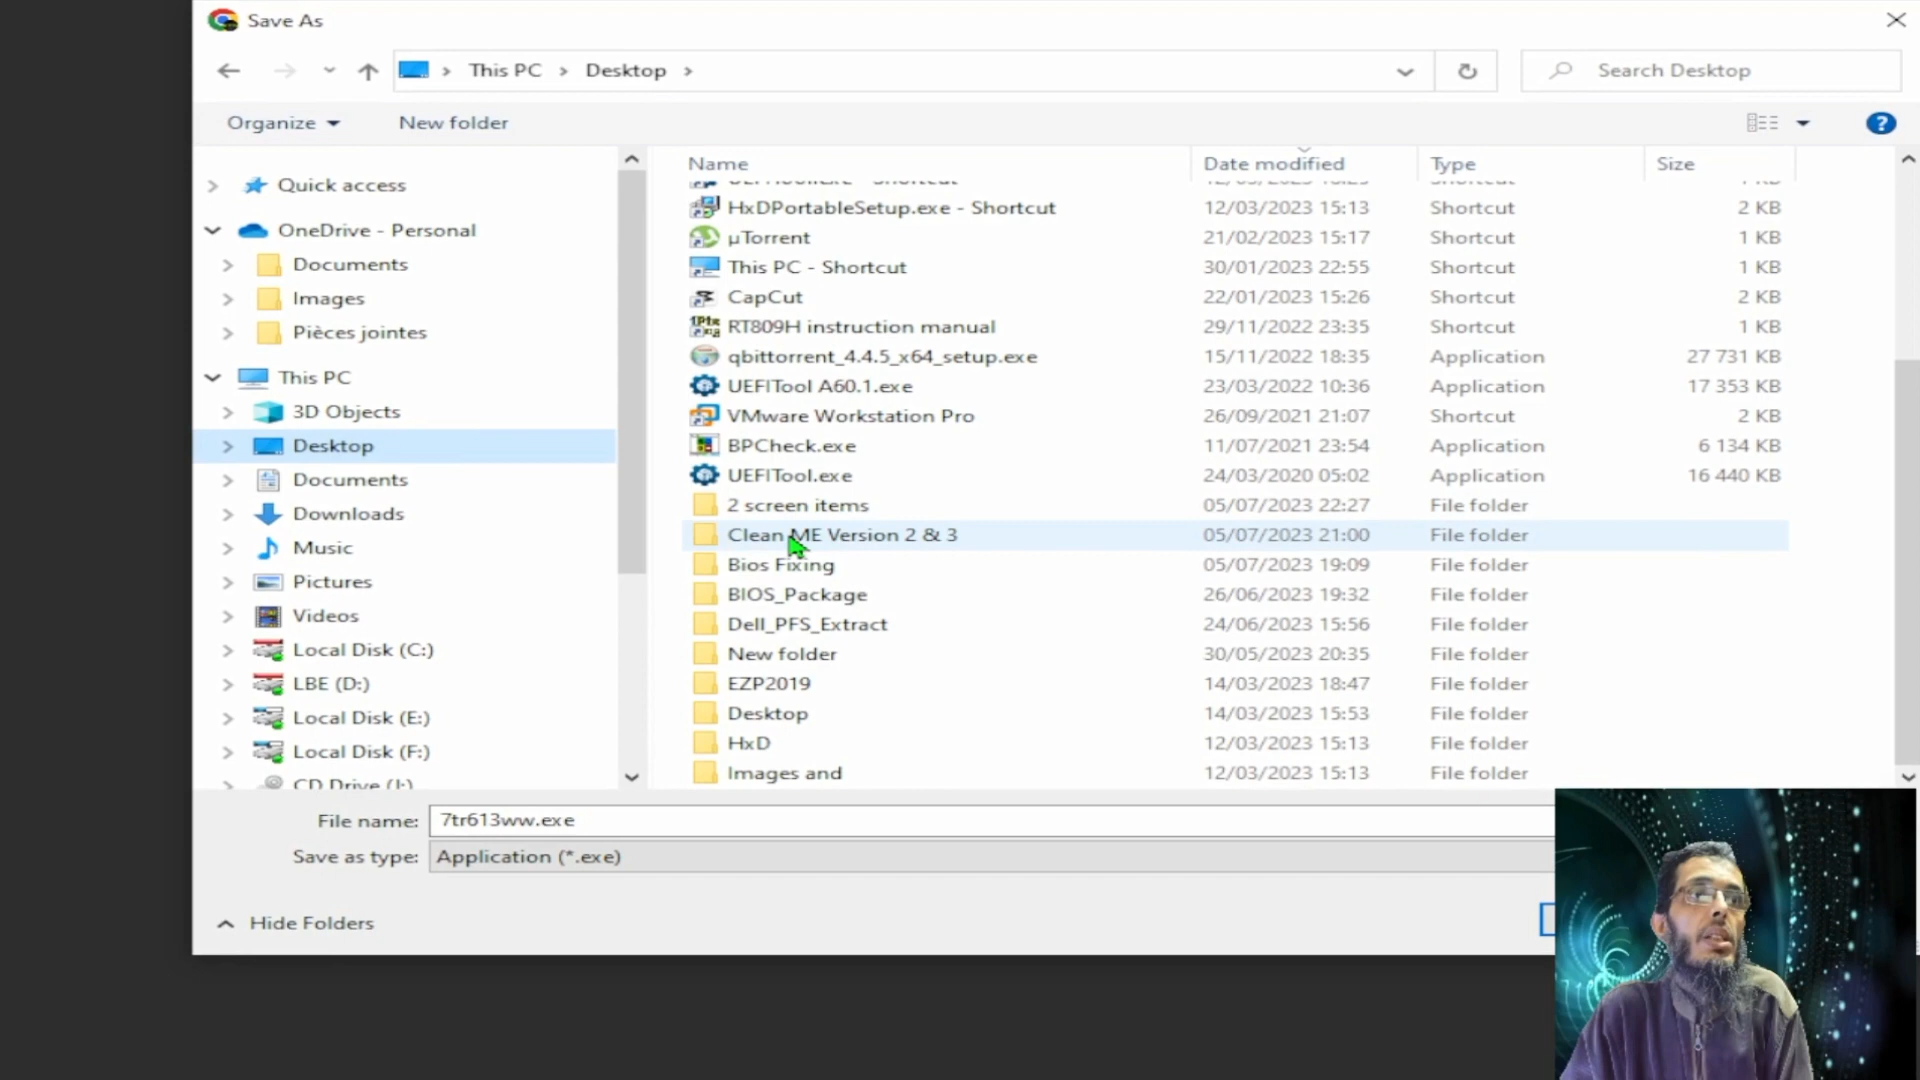 Save As
This PC > Desktop >
Search Desktop
Organize
New folder
Name Date modified Type Size
HxDPortableSetup.exe - Shortcut 12/03/2023 15:13 Shortcut 2 KB
µTorrent 21/02/2023 15:17 Shortcut 1 KB
This PC - Shortcut 30/01/2023 22:55 Shortcut 1 KB
CapCut 22/01/2023 15:26 Shortcut 2 KB
RT809H instruction manual 29/11/2022 23:35 Shortcut 1 KB
qbittorrent_4.4.5_x64_setup.exe 15/11/2022 18:35 Application 27 731 KB
UEFITool A60.1.exe 23/03/2022 10:36 Application 17 353 KB
VMware Workstation Pro 26/09/2021 21:07 Shortcut 2 KB
BPCheck.exe 11/07/2021 23:54 Application 6 134 KB
UEFITool.exe 24/03/2020 05:02 Application 16 440 KB
2 screen items 05/07/2023 22:27 File folder
Clean ME Version 2 & 3 05/07/2023 21:00 File folder
Bios Fixing 05/07/2023 19:09 File folder
BIOS_Package 26/06/2023 19:32 File folder
Dell_PFS_Extract 24/06/2023 15:56 File folder
New folder 30/05/2023 20:35 File folder
EZP2019 14/03/2023 18:47 File folder
Desktop 14/03/2023 15:53 File folder
HxD 12/03/2023 15:13 File folder
Images and 12/03/2023 15:13 File folder
Quick access
OneDrive - Personal
Documents
Images
Pièces jointes
This PC
3D Objects
Desktop
Documents
Downloads
Music
Pictures
Videos
Local Disk (C:)
LBE (D:)
Local Disk (E:)
Local Disk (F:)
CD Drive (I:)
File name: 7tr613ww.exe
Save as type: Application (*.exe)
Hide Folders